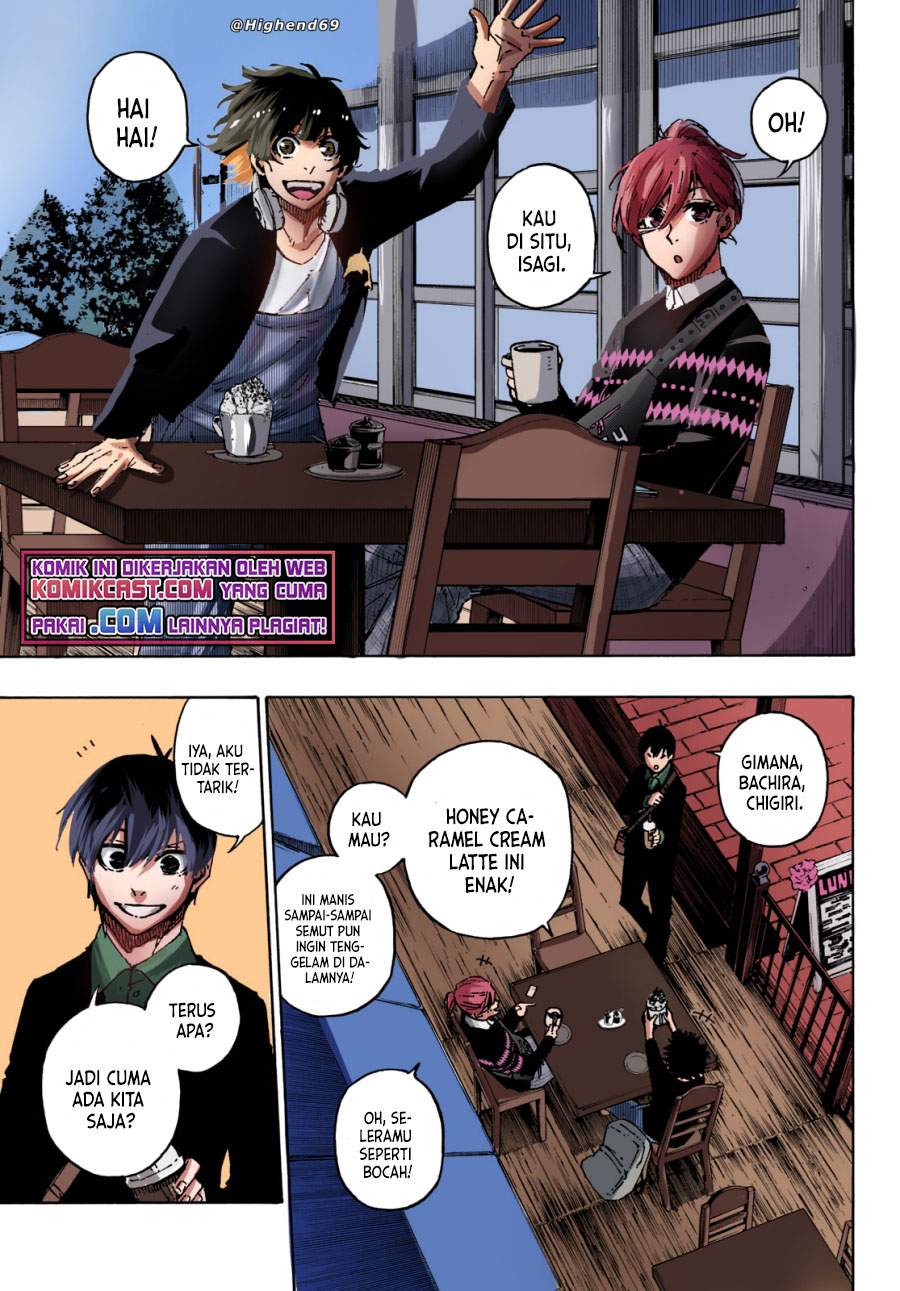 @Highend69
OH!
KAU
DI SITU,
ISAGI.
HAI
HAI!
KOMIK INI DIKERJAKAN OLEH WEB
KOMIKCAST.COM YANG CUMA
PAKAI .COM LAINNYA PLAGIAT!
GIMANA,
BACHIRA,
CHIGIRI.
HONEY CA-
RAMEL CREAM
LATTE INI
ENAK!
KAU
MAU?
INI MANIS
SAMPAI-SAMPAI
SEMUT PUN
INGIN TENG-
GELAM DI DA-
LAMNYA!
OH, SE-
LERAMU
SEPERTI
BOCAH!
LUN
IYA, AKU
TIDAK TER-
TARIK!
TERUS
APA?
JADI CUMA
ADA KITA
SAJA?